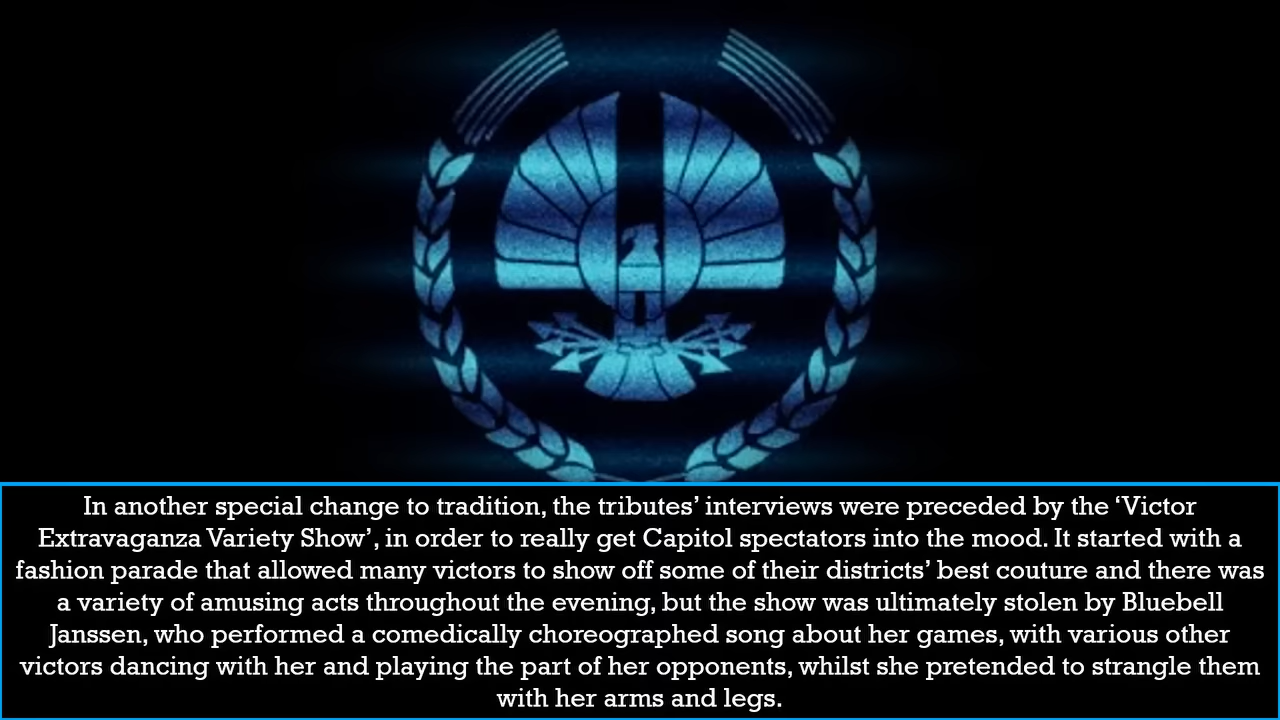 In another special change to tradition, the tributes’ interviews were preceded by the ‘Victor
Extravaganza Variety Show’, in order to really get Capitol spectators into the mood. It started with a
fashion parade that allowed many victors to show off some of their districts’ best couture and there was
a variety of amusing acts throughout the evening, but the show was ultimately stolen by Bluebell
Janssen, who performed a comedically choreographed song about her games, with various other
victors dancing with her and playing the part of her opponents, whilst she pretended to strangle them
with her arms and legs.